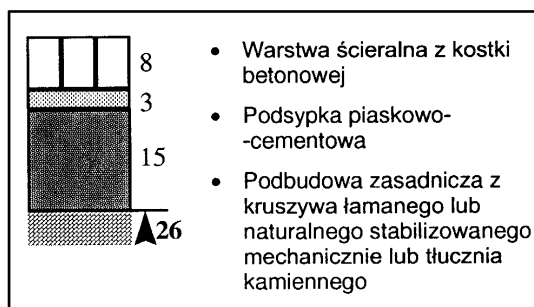 8
3
15
26
• Warstwa ścieralna z kostki
betonowej
• Podsypka piaskowo-
-cementowa
• Podbudowa zasadnicza z
kruszywa łamanego lub
naturalnego stabilizowanego
mechanicznie lub tłucznia
kamiennego